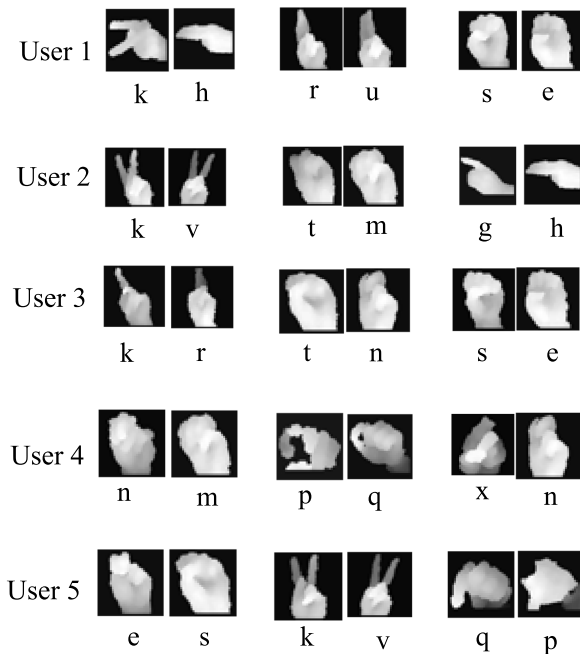 User 1
k h r u s e
User 2
k v t m g h
User 3
k r t n s e
User 4
n m p q x n
User 5
e s k v q p